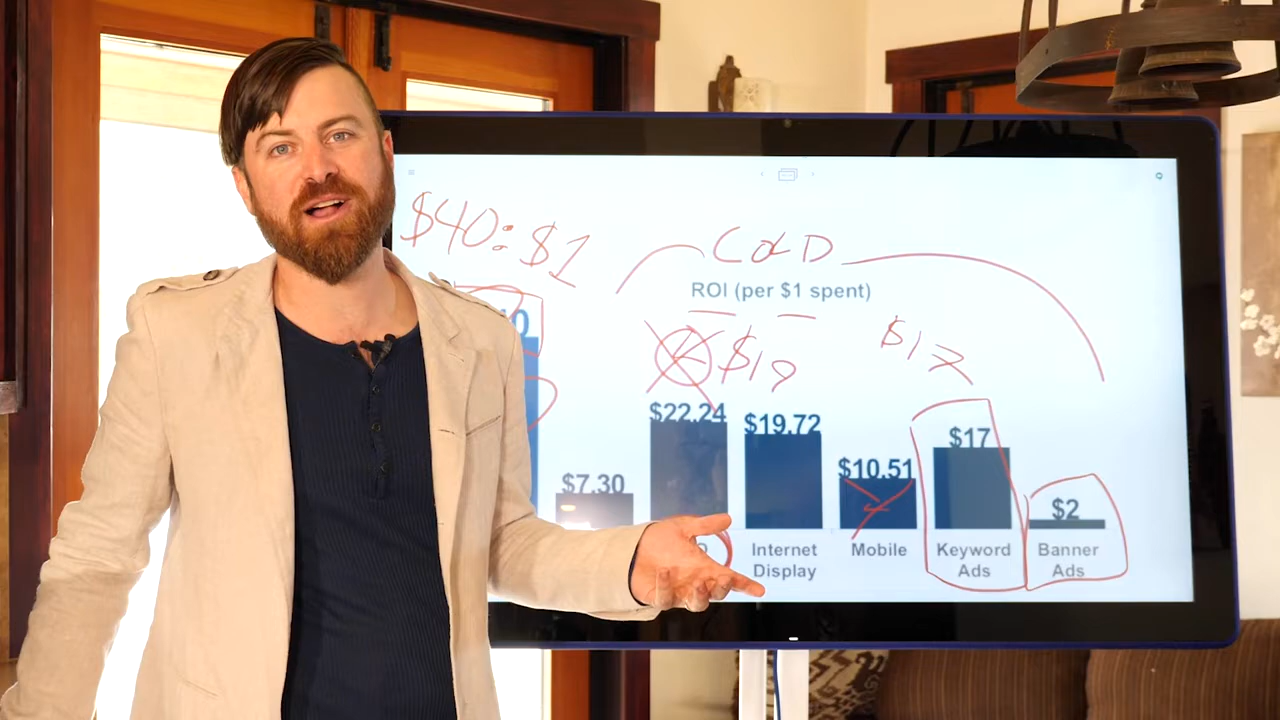 $40:$1
COLD
ROI (per $1 spent)
$19
$17
$22.24
$19.72
$7.30
$10.51
$17
$2
Internet
Display
Mobile
Keyword
Ads
Banner
Ads